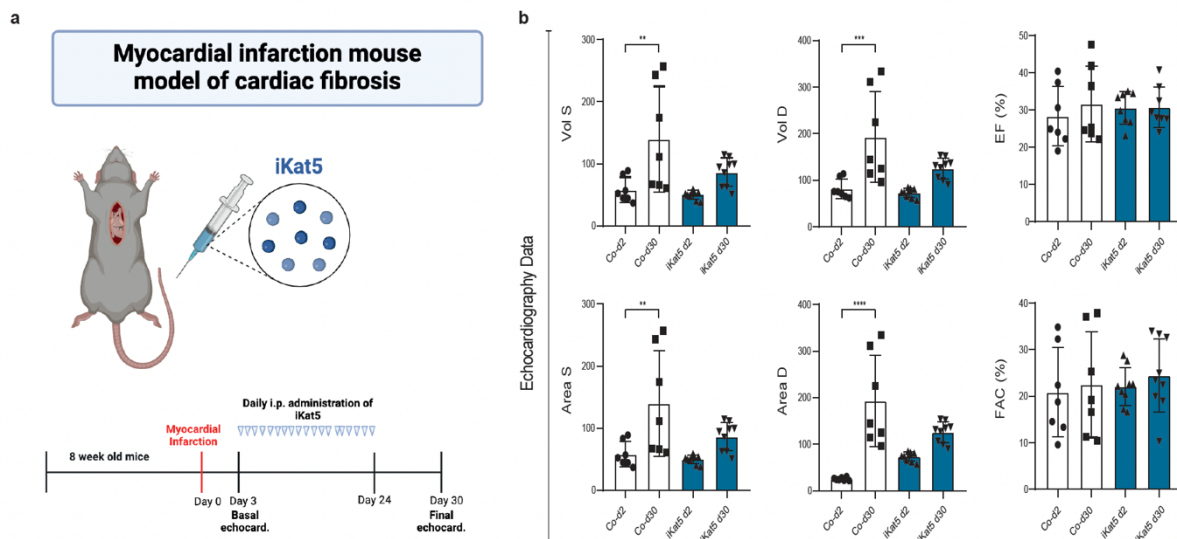 a
Myocardial infarction mouse
model of cardiac fibrosis
iKat5
Daily i.p. administration of
iKat5
Myocardial
Infarction
8 week old mice
Day 0
Day 3
Basal
echocard.
Day 24
Day 30
Final
echocard.
b
Echocardiography Data
Vol S
300
200
100
0
**
Co-d2
Co-d30
iKat5 d2
iKat5 d30
Vol D
400
300
200
100
0
***
Co-d2
Co-d30
iKat5 d2
iKat5 d30
EF (%)
50
40
30
20
10
0
Co-d2
Co-d30
iKat5 d2
iKat5 d30
Area S
300
200
100
0
**
Co-d2
Co-d30
iKat5 d2
iKat5 d30
Area D
400
300
200
100
0
****
Co-d2
Co-d30
iKat5 d2
iKat5 d30
FAC (%)
40
30
20
10
0
Co-d2
Co-d30
iKat5 d2
iKat5 d30